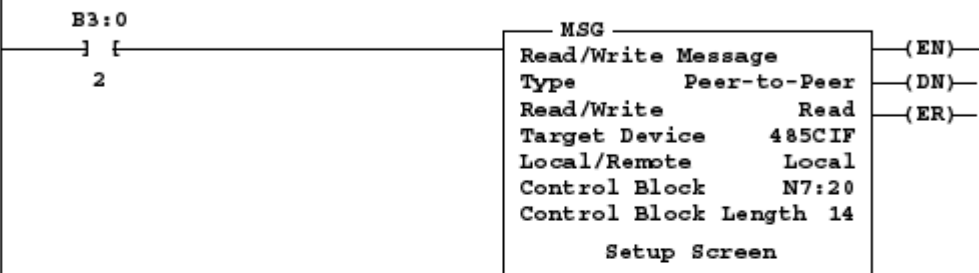 B3:0
] [
2
MSG
Read/Write Message
Type Peer-to-Peer
Read/Write Read
Target Device 485CIF
Local/Remote Local
Control Block N7:20
Control Block Length 14
Setup Screen
(EN)
(DN)
(ER)